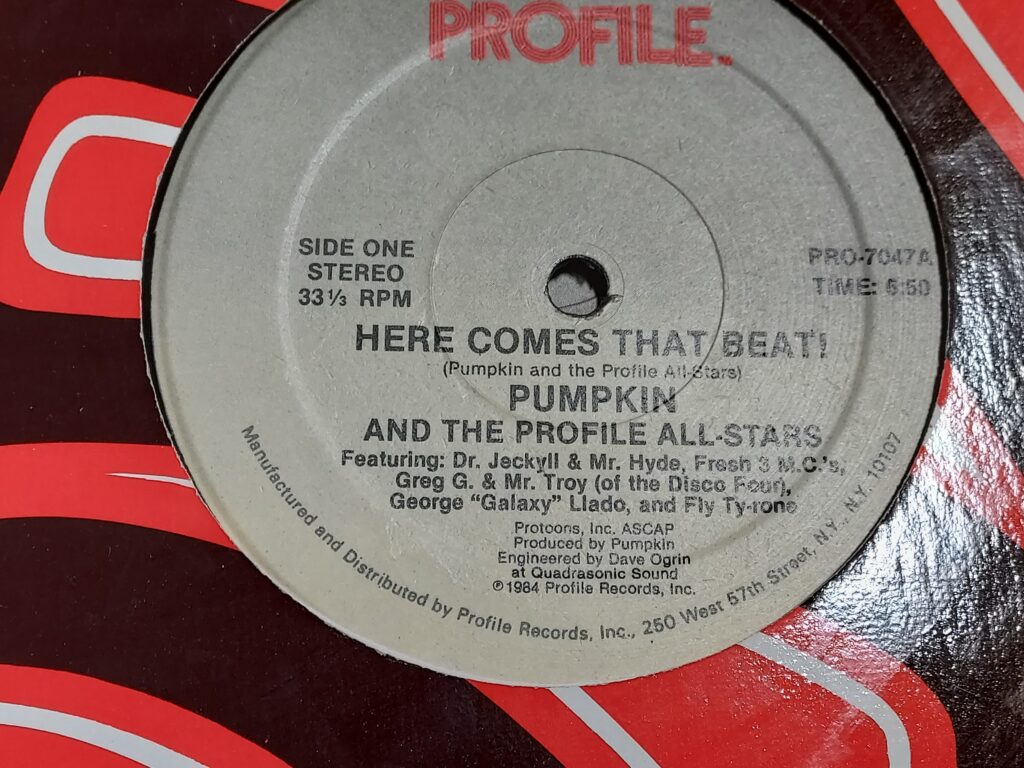 PROFILE™
SIDE ONE
STEREO
33⅓ RPM
PRO-7047A
TIME: 6:50
HERE COMES THAT BEAT!
(Pumpkin and the Profile All-Stars)
PUMPKIN
AND THE PROFILE ALL-STARS
Featuring: Dr. Jeckyll & Mr. Hyde, Fresh 3 M.C.'s,
Greg G. & Mr. Troy (of the Disco Four),
George "Galaxy" Llado, and Fly Ty-rone
Protoons, Inc. ASCAP
Produced by Pumpkin
Engineered by Dave Ogrin
at Quadrasonic Sound
℗1984 Profile Records, Inc.
Manufactured and Distributed by Profile Records, Inc., 250 West 57th Street, N.Y., N.Y. 10107